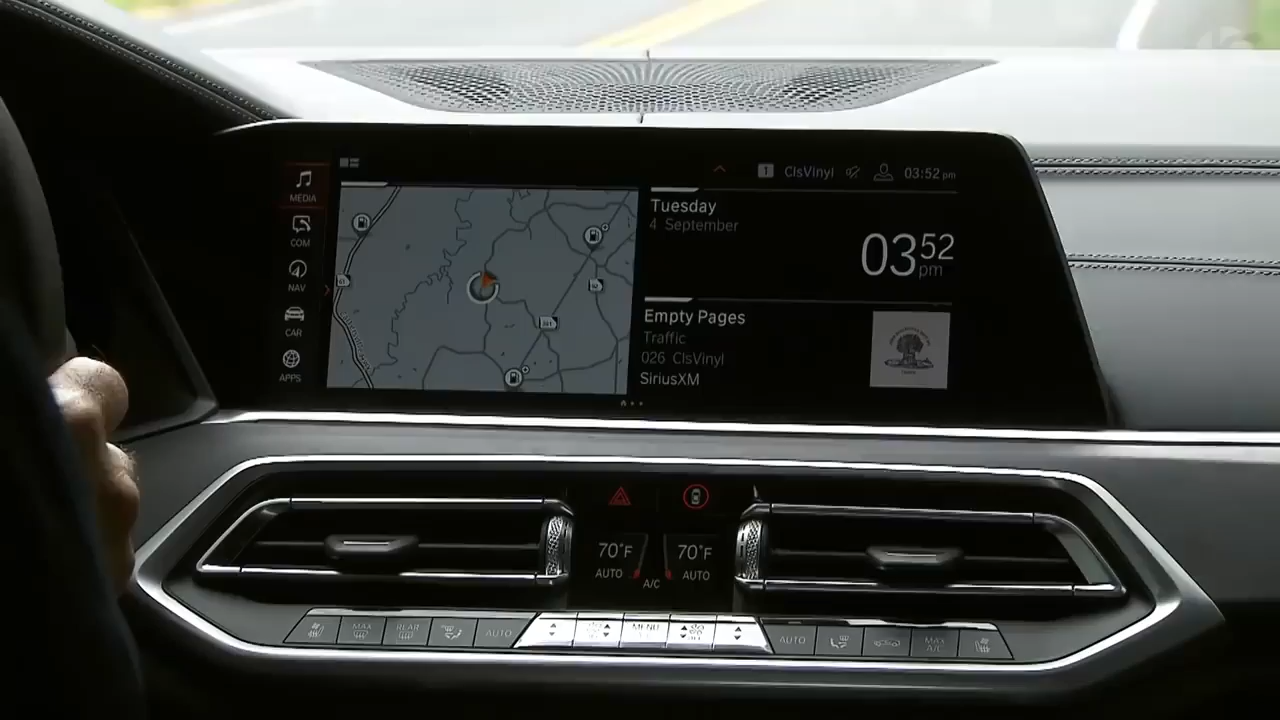 1 ClsVinyl 03:52 pm
MEDIA
COM
NAV
CAR
APPS
Tuesday
4 September
03 52
pm
Empty Pages
Traffic
026 ClsVinyl
SiriusXM
70°F
AUTO
A/C
70°F
AUTO
MAX
REAR
AUTO
MENU
AUTO
MAX
A/C